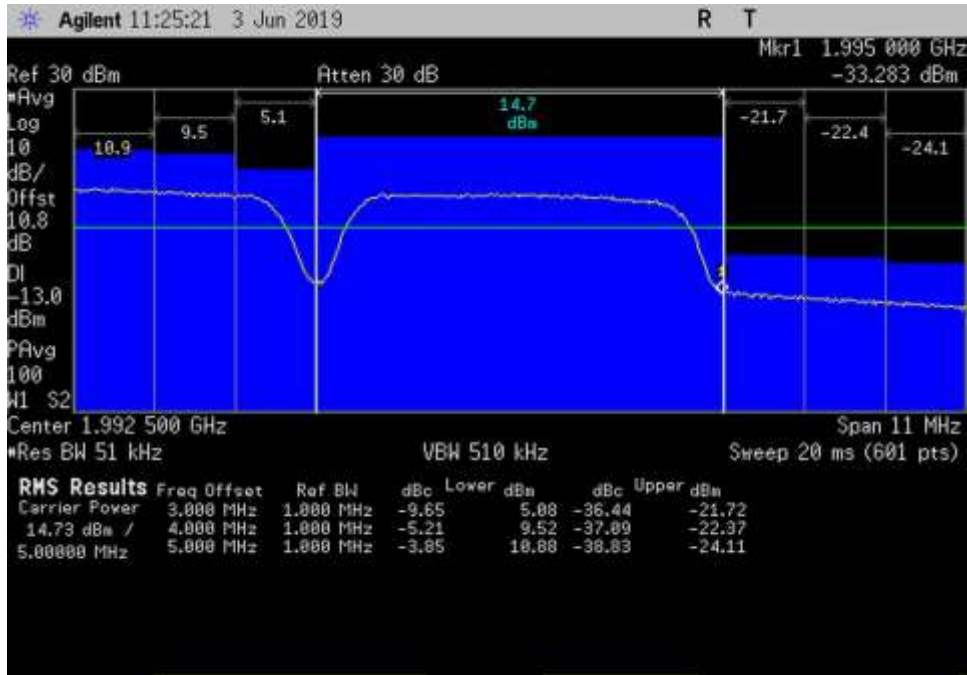 Agilent 11:25:21 3 Jun 2019 R T
Mkr1 1.995 000 GHz
Ref 30 dBm Atten 30 dB -33.283 dBm
#Avg
Log
10
dB/
Offst
10.8
dB
DI
-13.0
dBm
PAvg
100
W1 S2
10.9 9.5 5.1 14.7 dBm -21.7 -22.4 -24.1
1
Center 1.992 500 GHz Span 11 MHz
#Res BW 51 kHz VBW 510 kHz Sweep 20 ms (601 pts)
RMS Results Freq Offset Ref BW dBc Lower dBm dBc Upper dBm
Carrier Power 3.000 MHz 1.000 MHz -9.65 5.08 -36.44 -21.72
14.73 dBm / 4.000 MHz 1.000 MHz -5.21 9.52 -37.09 -22.37
5.00000 MHz 5.000 MHz 1.000 MHz -3.85 10.88 -38.83 -24.11